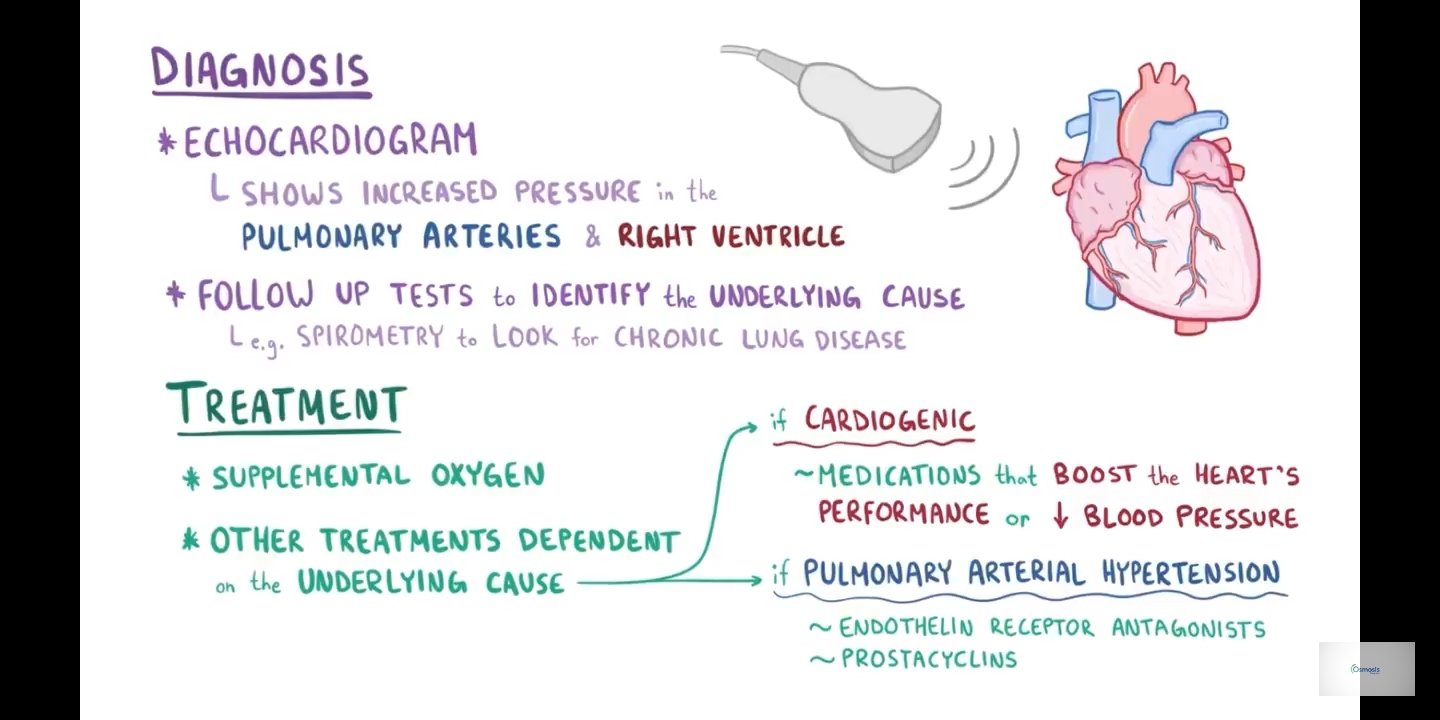 DIAGNOSIS
* ECHOCARDIOGRAM
L SHOWS INCREASED PRESSURE in the
PULMONARY ARTERIES & RIGHT VENTRICLE
* FOLLOW UP TESTS to IDENTIFY the UNDERLYING CAUSE
L e.g. SPIROMETRY to LOOK for CHRONIC LUNG DISEASE
TREATMENT
* SUPPLEMENTAL OXYGEN
* OTHER TREATMENTS DEPENDENT
on the UNDERLYING CAUSE
if CARDIOGENIC
~ MEDICATIONS that BOOST the HEART'S
PERFORMANCE or ↓ BLOOD PRESSURE
if PULMONARY ARTERIAL HYPERTENSION
~ ENDOTHELIN RECEPTOR ANTAGONISTS
~ PROSTACYCLINS
Osmosis